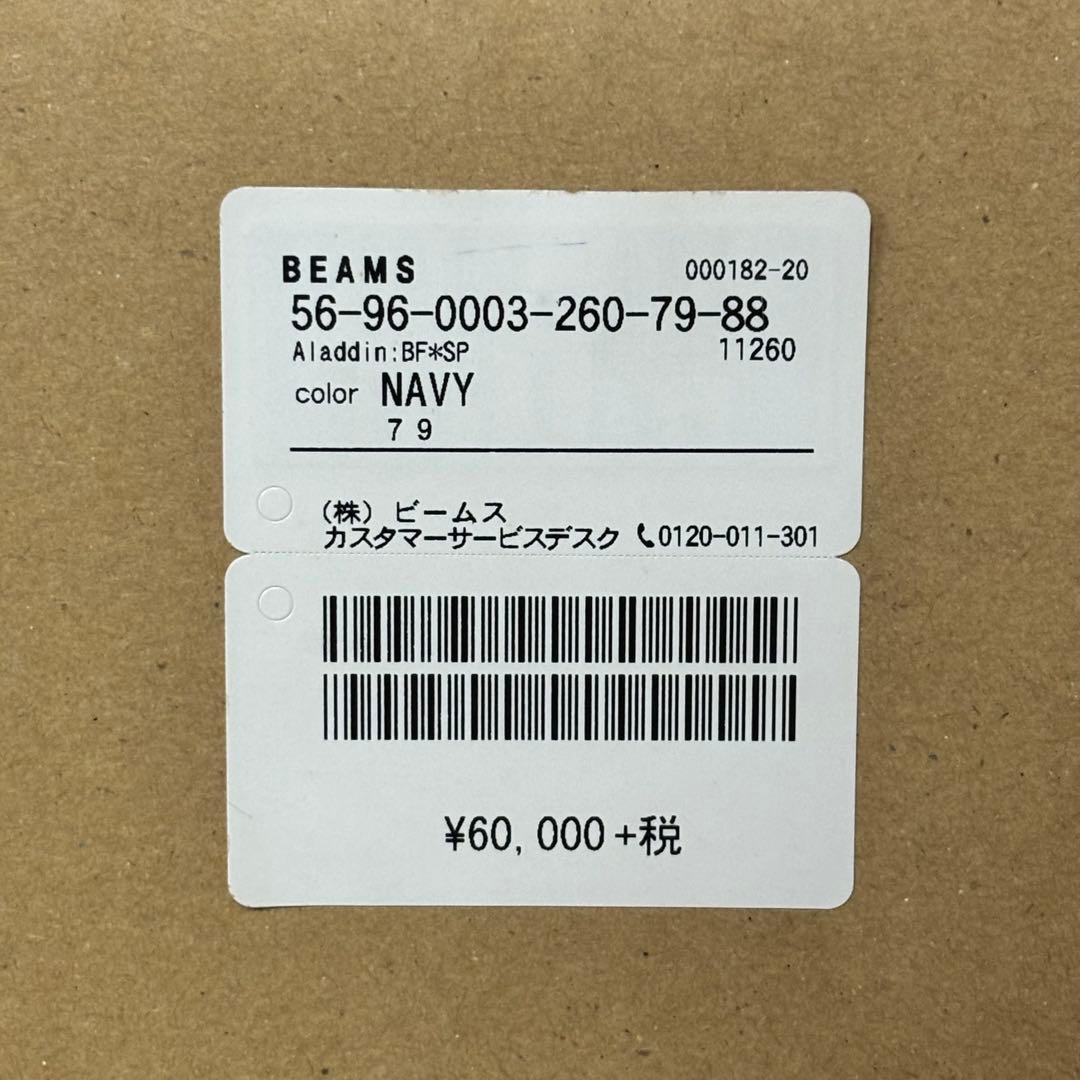 BEAMS 000182-20
56-96-0003-260-79-88
Aladdin:BF*SP 11260
color NAVY
79
(株) ビームス
カスタマーサービスデスク 0120-011-301
¥60,000+税